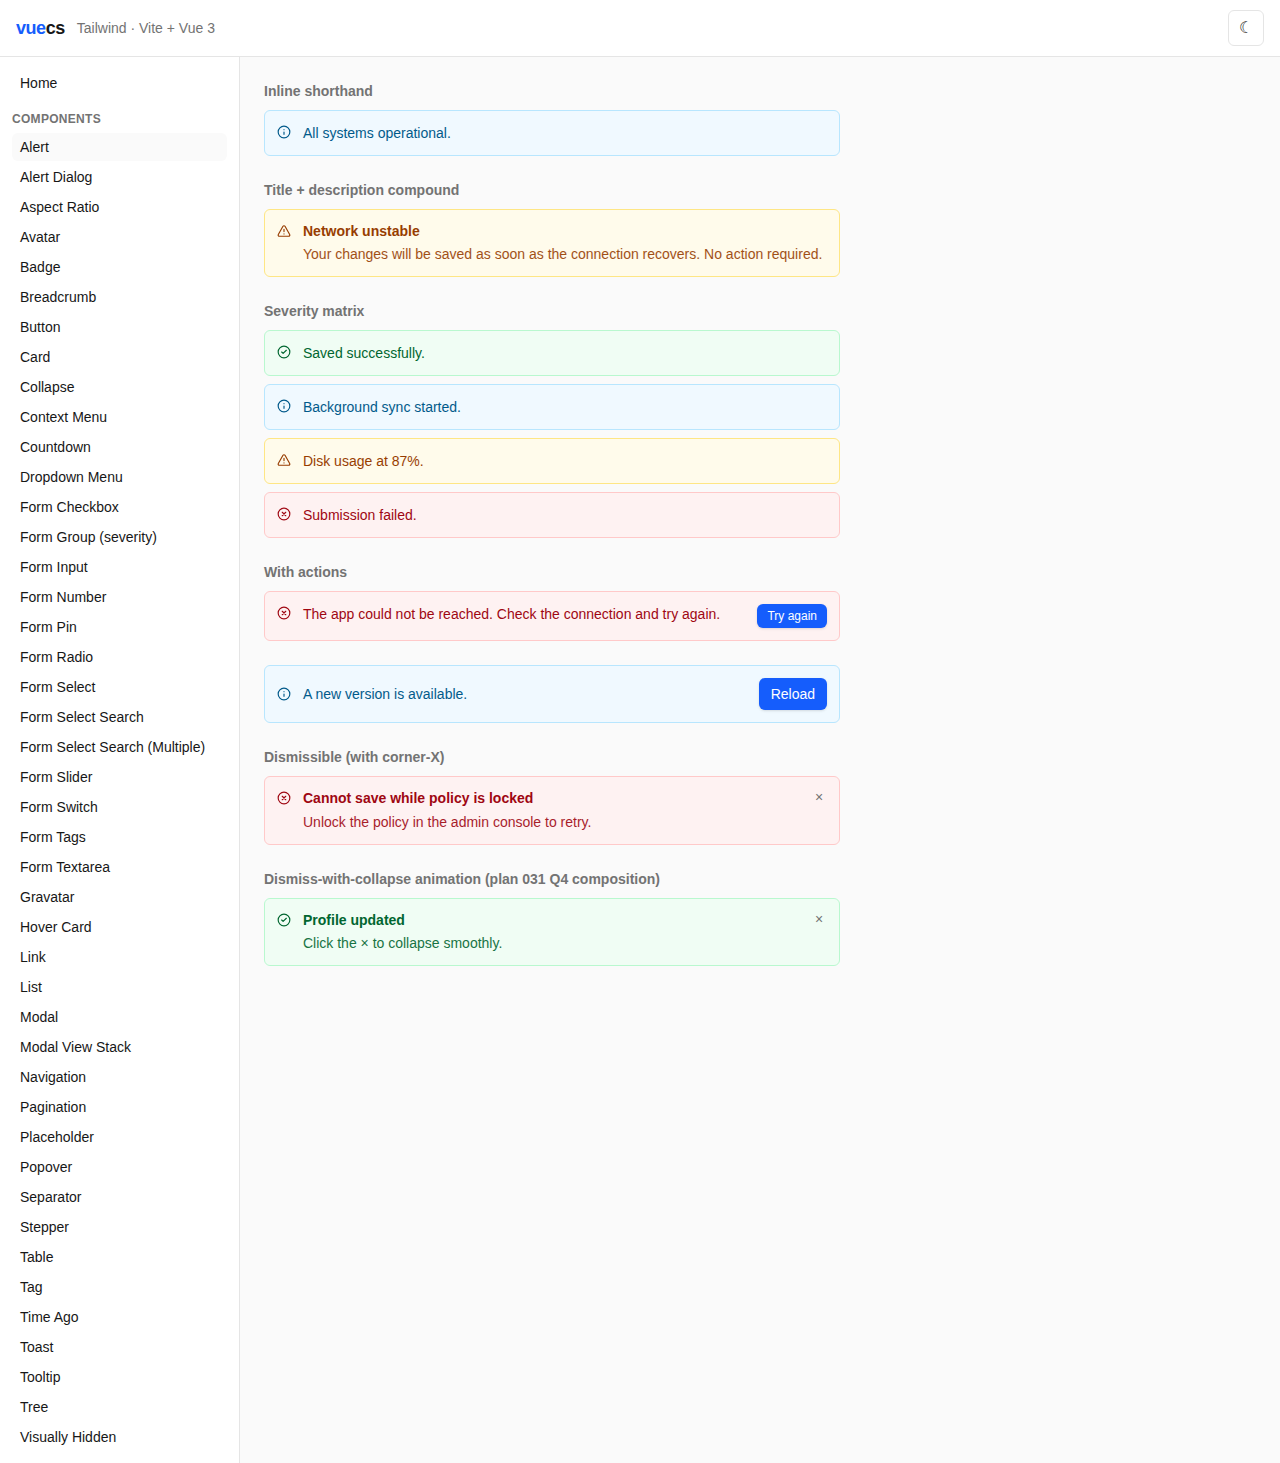 vuecs Tailwind · Vite + Vue 3 ☾
Home
COMPONENTS
Alert
Alert Dialog
Aspect Ratio
Avatar
Badge
Breadcrumb
Button
Card
Collapse
Context Menu
Countdown
Dropdown Menu
Form Checkbox
Form Group (severity)
Form Input
Form Number
Form Pin
Form Radio
Form Select
Form Select Search
Form Select Search (Multiple)
Form Slider
Form Switch
Form Tags
Form Textarea
Gravatar
Hover Card
Link
List
Modal
Modal View Stack
Navigation
Pagination
Placeholder
Popover
Separator
Stepper
Table
Tag
Time Ago
Toast
Tooltip
Tree
Visually Hidden
Inline shorthand
All systems operational.
Title + description compound
Network unstable
Your changes will be saved as soon as the connection recovers. No action required.
Severity matrix
Saved successfully.
Background sync started.
Disk usage at 87%.
Submission failed.
With actions
The app could not be reached. Check the connection and try again. Try again
A new version is available. Reload
Dismissible (with corner-X)
Cannot save while policy is locked ×
Unlock the policy in the admin console to retry.
Dismiss-with-collapse animation (plan 031 Q4 composition)
Profile updated ×
Click the × to collapse smoothly.